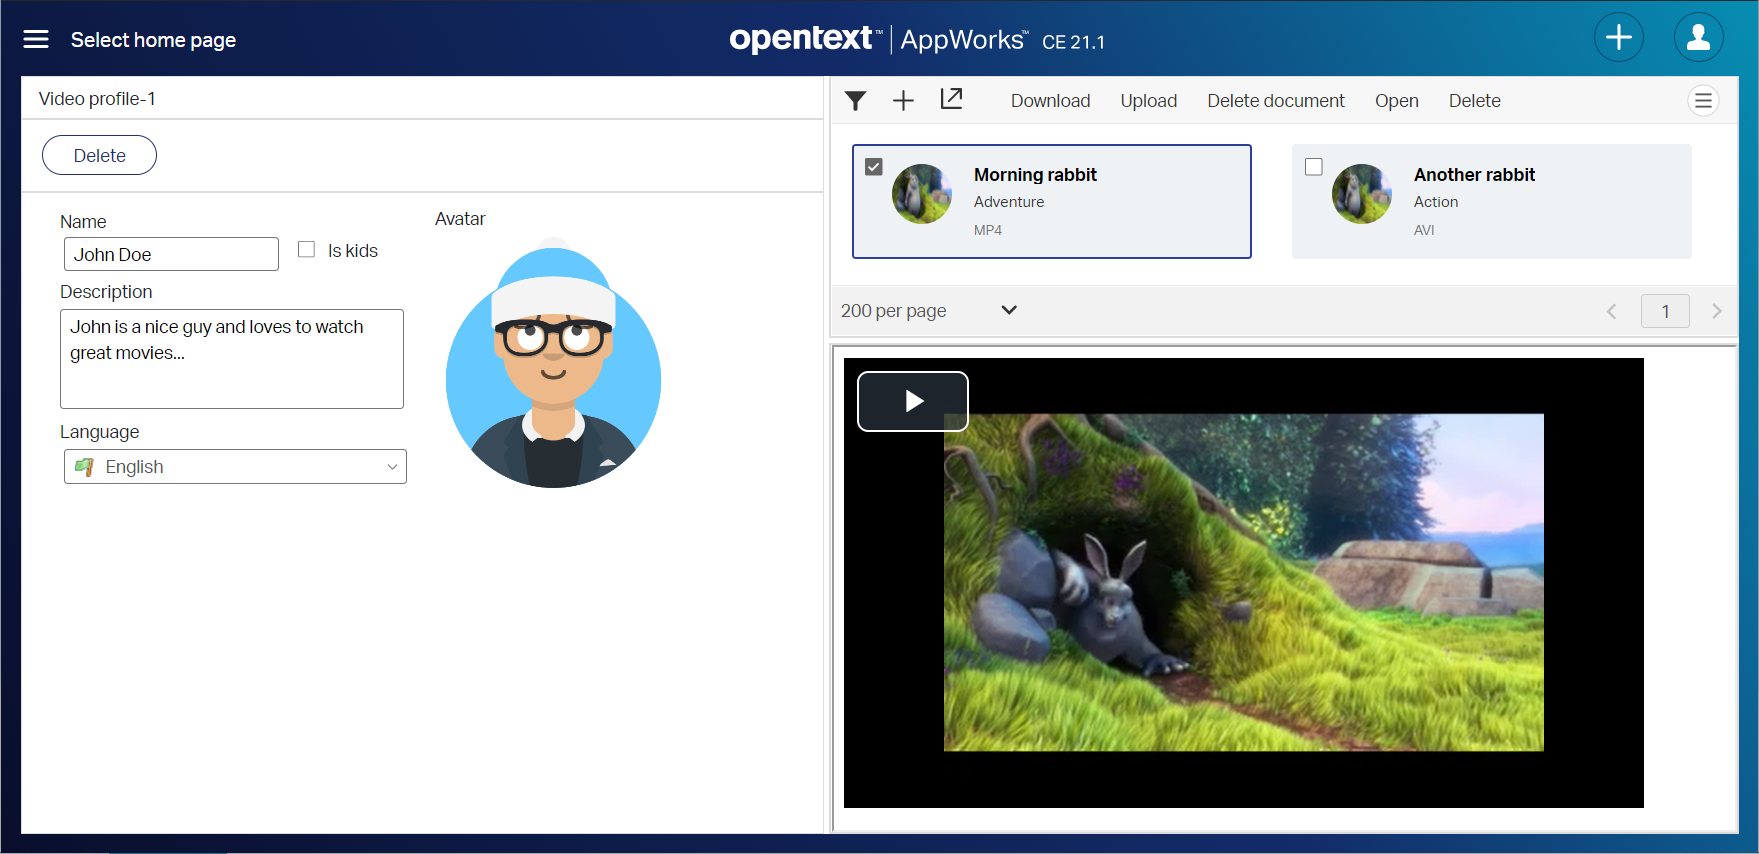 Select home page
opentext™ | AppWorks™ CE 21.1
Video profile-1
Delete
Name
John Doe
Is kids
Description
John is a nice guy and loves to watch
great movies...
Language
English
Avatar
Download Upload Delete document Open Delete
Morning rabbit
Adventure
MP4
Another rabbit
Action
AVI
200 per page
1